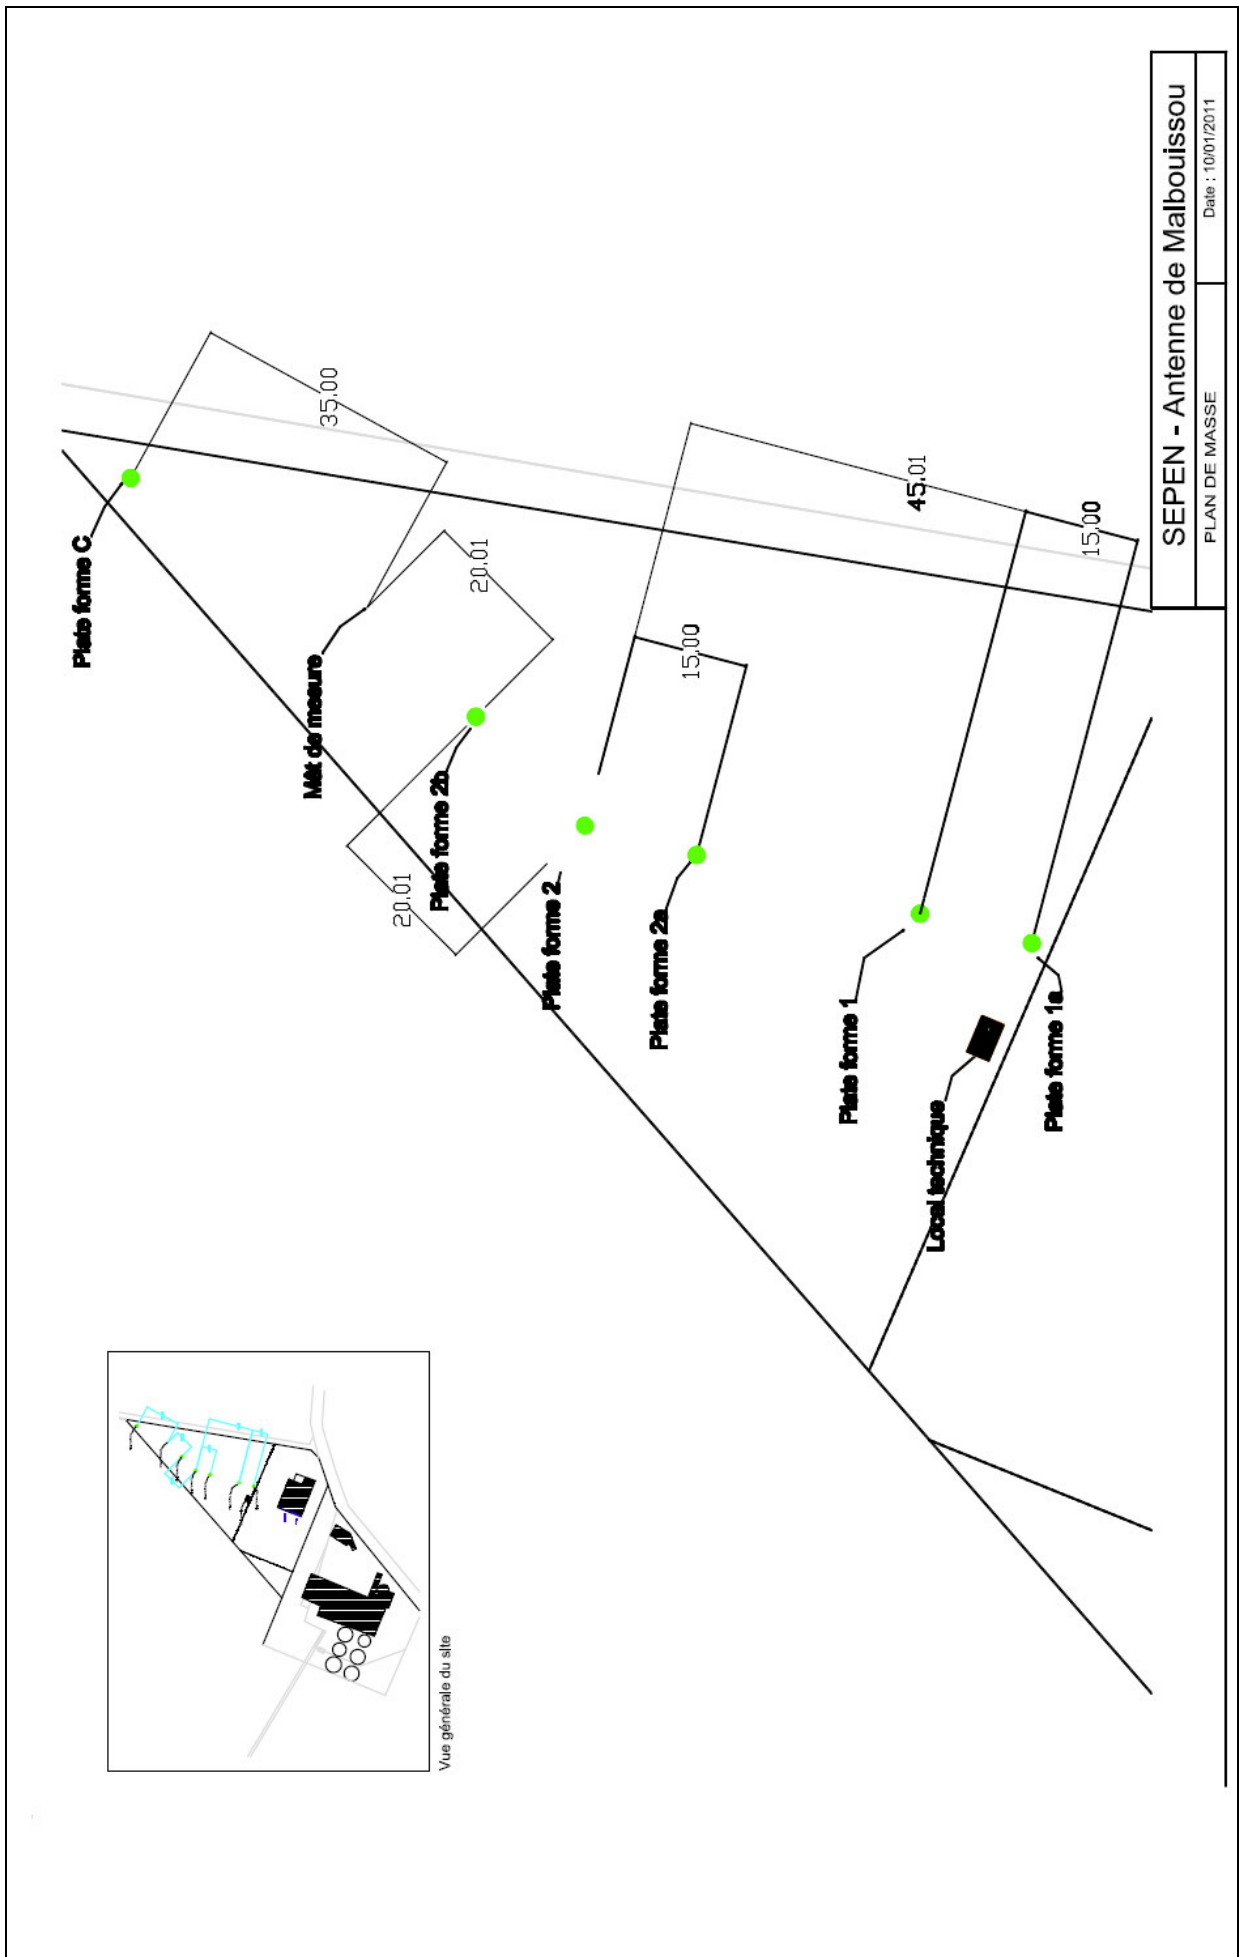 Plate forme C
35.00
Mât de mesure
20.01
Plate forme 2b
20.01
Plate forme 2
15.00
Plate forme 2a
45.01
Plate forme 1
15.00
Plate forme 1a
Local technique
Vue générale du site
SEPEN - Antenne de Malbouissou
PLAN DE MASSE
Date : 10/01/2011